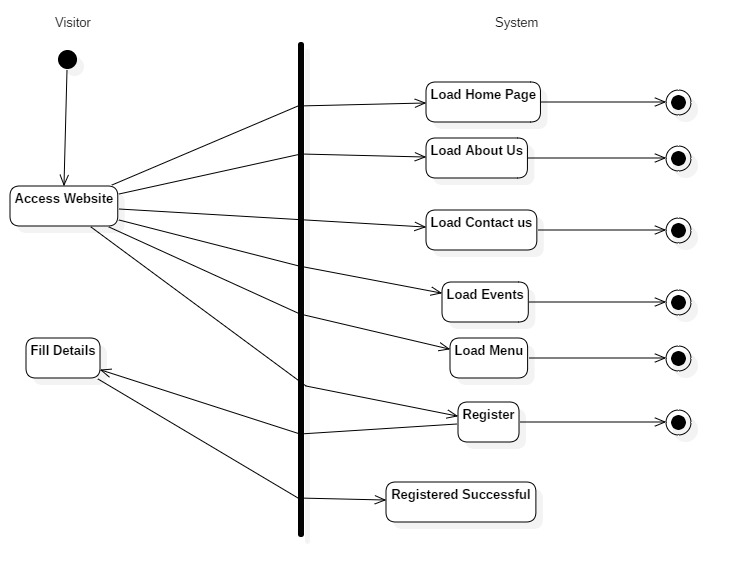 Visitor
System
Load Home Page
Load About Us
Access Website
Load Contact us
Load Events
Fill Details
Load Menu
Register
Registered Successful